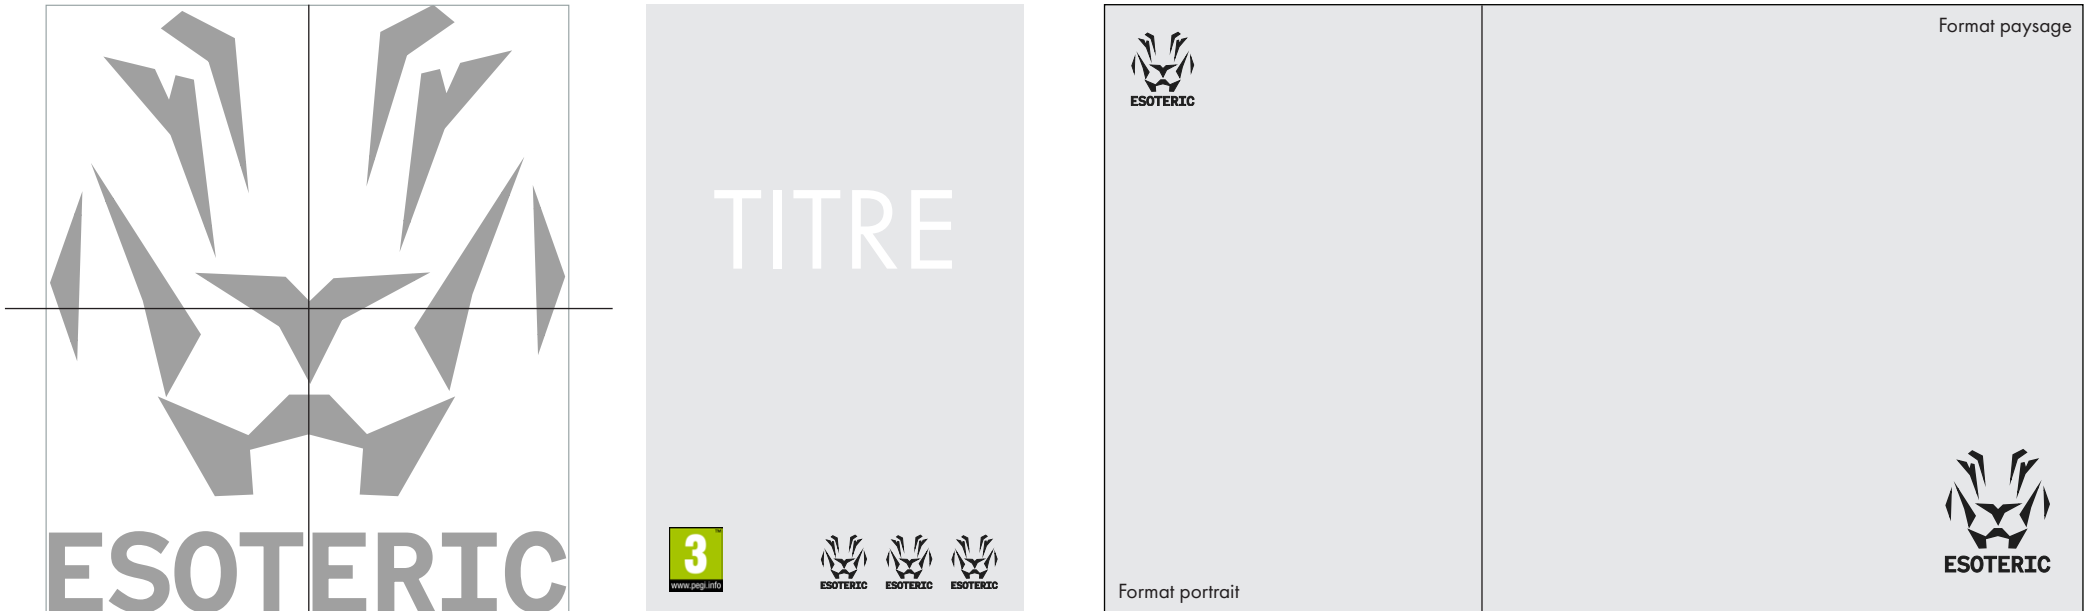 ESOTERIC
TITRE
3
www.pegi.info
ESOTERIC ESOTERIC ESOTERIC
Format paysage
ESOTERIC
ESOTERIC
Format portrait